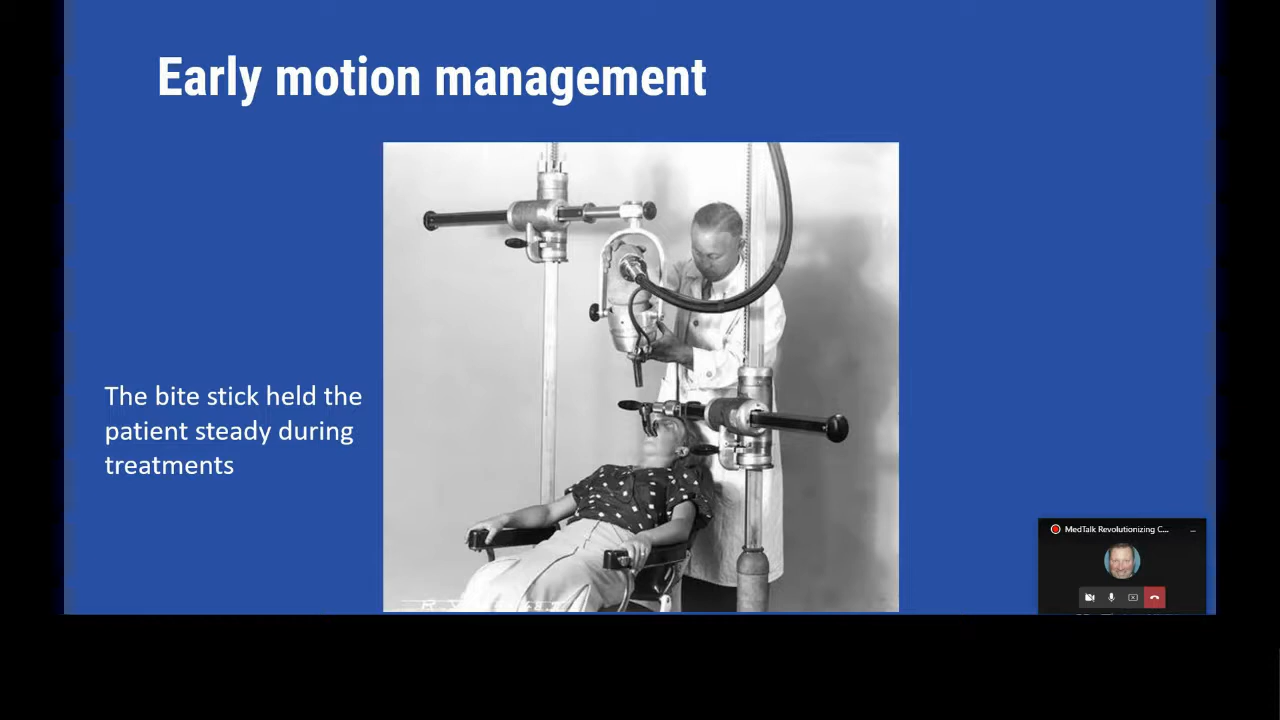 Early motion management
The bite stick held the
patient steady during
treatments
MedTalk Revolutionizing C...